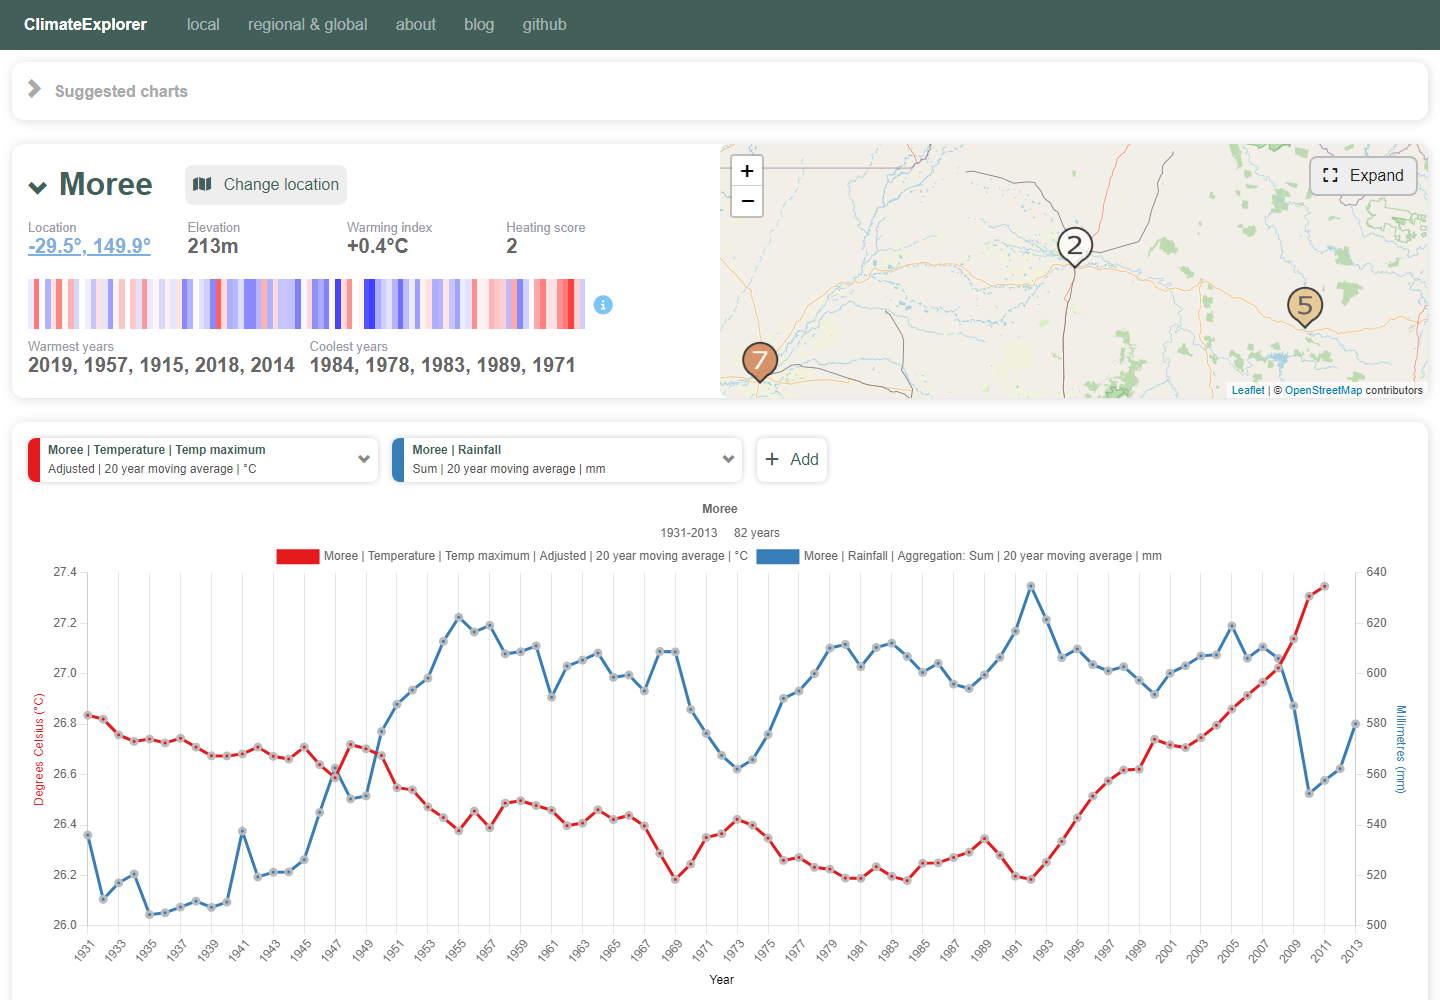 ClimateExplorer local regional & global about blog github
Suggested charts
Moree Change location
Location Elevation Warming index Heating score
-29.5°, 149.9° 213m +0.4°C 2
i
Warmest years Coolest years
2019, 1957, 1915, 2018, 2014 1984, 1978, 1983, 1989, 1971
+
−
Expand
2
5
7
Leaflet | © OpenStreetMap contributors
Moree | Temperature | Temp maximum
Adjusted | 20 year moving average | °C
Moree | Rainfall
Sum | 20 year moving average | mm
+ Add
Moree
1931-2013 82 years
Moree | Temperature | Temp maximum | Adjusted | 20 year moving average | °C Moree | Rainfall | Aggregation: Sum | 20 year moving average | mm
27.4
27.2
27.0
26.8
26.6
26.4
26.2
26.0
Degrees Celsius (°C)
640
620
600
580
560
540
520
500
Millimetres (mm)
1931 1933 1935 1937 1939 1941 1943 1945 1947 1949 1951 1953 1955 1957 1959 1961 1963 1965 1967 1969 1971 1973 1975 1977 1979 1981 1983 1985 1987 1989 1991 1993 1995 1997 1999 2001 2003 2005 2007 2009 2011 2013
Year